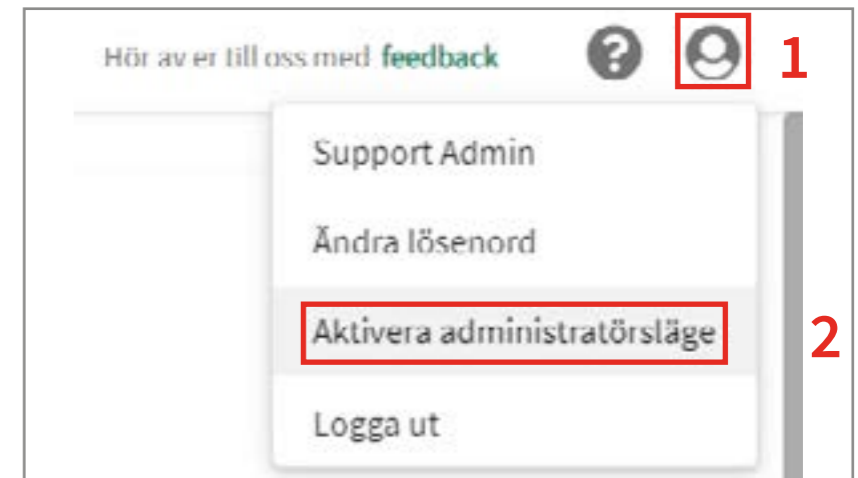 Hör av er till oss med feedback ? 1
Support Admin
Ändra lösenord
Aktivera administratörsläge 2
Logga ut